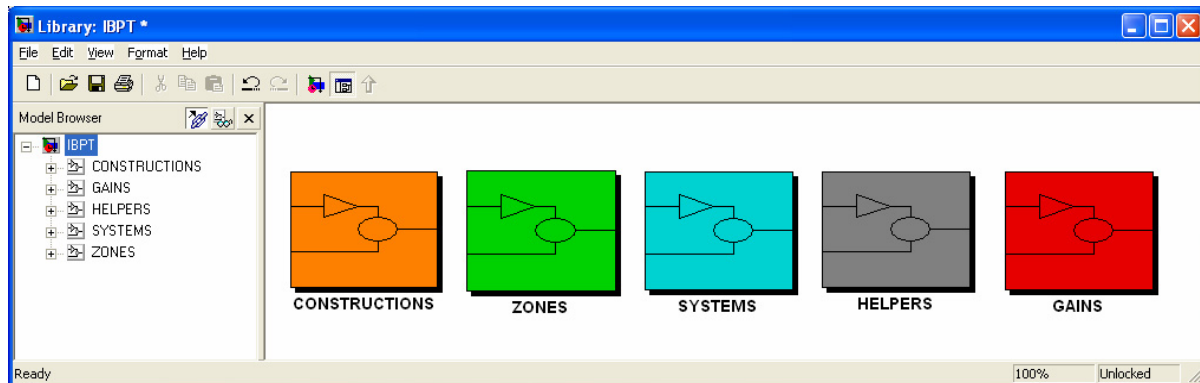 Library: IBPT *
File Edit View Format Help
Model Browser
IBPT
CONSTRUCTIONS
GAINS
HELPERS
SYSTEMS
ZONES
CONSTRUCTIONS ZONES SYSTEMS HELPERS GAINS
Ready 100% Unlocked